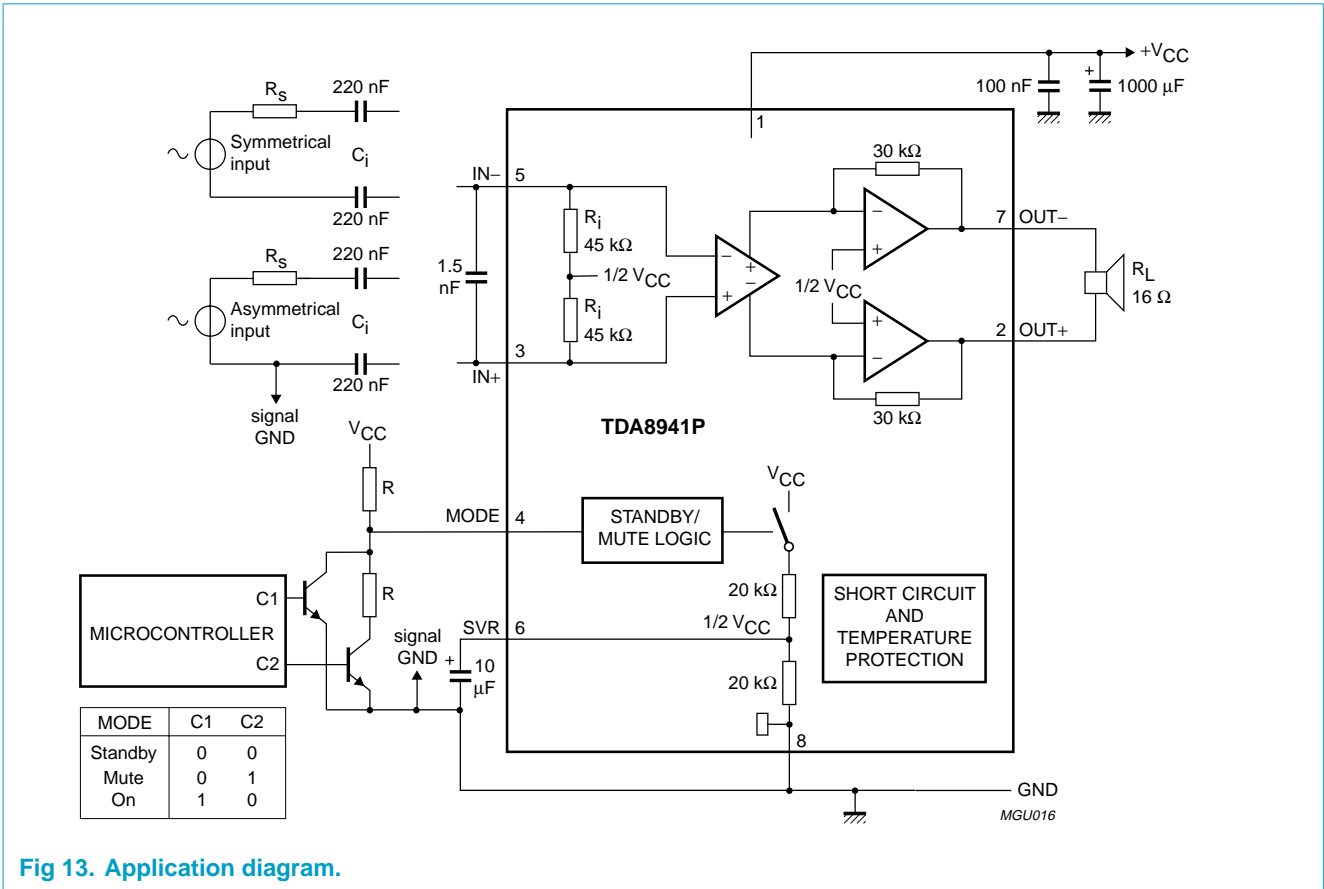 +VCC
100 nF
+
1000 μF
RS
220 nF
Symmetrical
input
Ci
220 nF
RS
220 nF
Asymmetrical
input
Ci
220 nF
signal
GND
1
IN− 5
1.5
nF
Ri
45 kΩ
1/2 VCC
Ri
45 kΩ
3
IN+
−
+
+
−
30 kΩ
−
+
1/2 VCC
+
−
30 kΩ
7 OUT−
RL
16 Ω
2 OUT+
TDA8941P
VCC
R
MODE 4
STANDBY/
MUTE LOGIC
VCC
R
MICROCONTROLLER
C1
C2
signal
GND
SVR 6
+
10
μF
20 kΩ
1/2 VCC
20 kΩ
SHORT CIRCUIT
AND
TEMPERATURE
PROTECTION
8
GND
MODE C1 C2
Standby 0 0
Mute 0 1
On 1 0
MGU016
Fig 13. Application diagram.